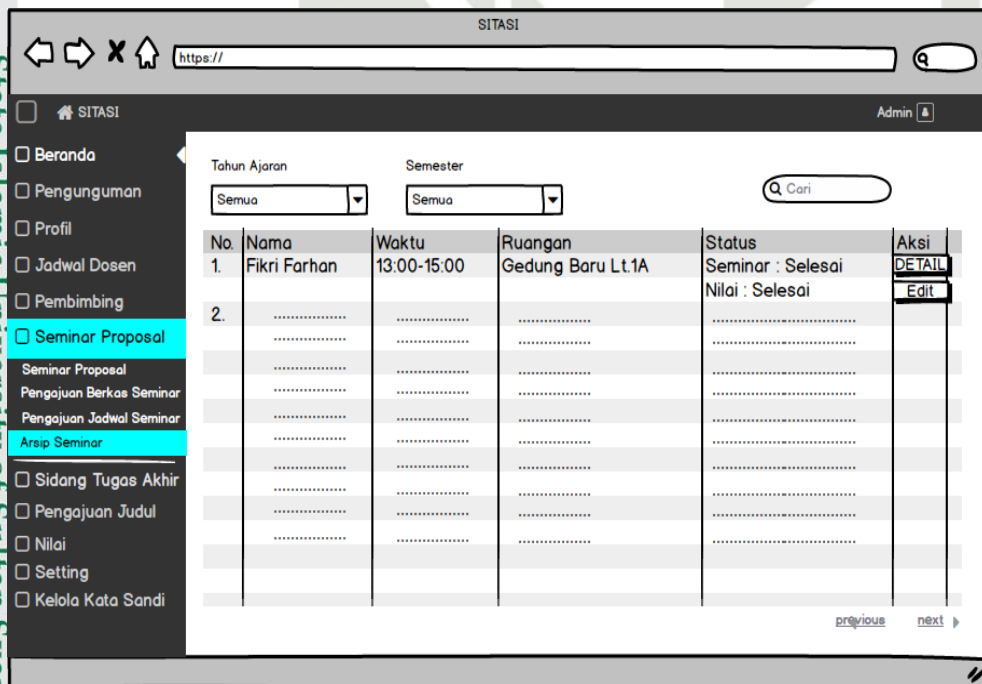 SITASI
https://
SITASI
Admin
Beranda
Pengunguman
Profil
Jadwal Dosen
Pembimbing
Seminar Proposal
Seminar Proposal
Pengajuan Berkas Seminar
Pengajuan Jadwal Seminar
Arsip Seminar
Sidang Tugas Akhir
Pengajuan Judul
Nilai
Setting
Kelola Kata Sandi
Tahun Ajaran Semester
Semua Semua Cari
No. Nama Waktu Ruangan Status Aksi
1. Fikri Farhan 13:00-15:00 Gedung Baru Lt.1A Seminar : Selesai DETAIL
Nilai : Selesai Edit
2. ................. ................. ................. .................................
................. ................. ................. .................................
................. ................. ................. .................................
................. ................. ................. .................................
................. ................. ................. .................................
................. ................. ................. .................................
................. ................. ................. .................................
................. ................. ................. .................................
................. ................. ................. .................................
................. ................. ................. .................................
previous next